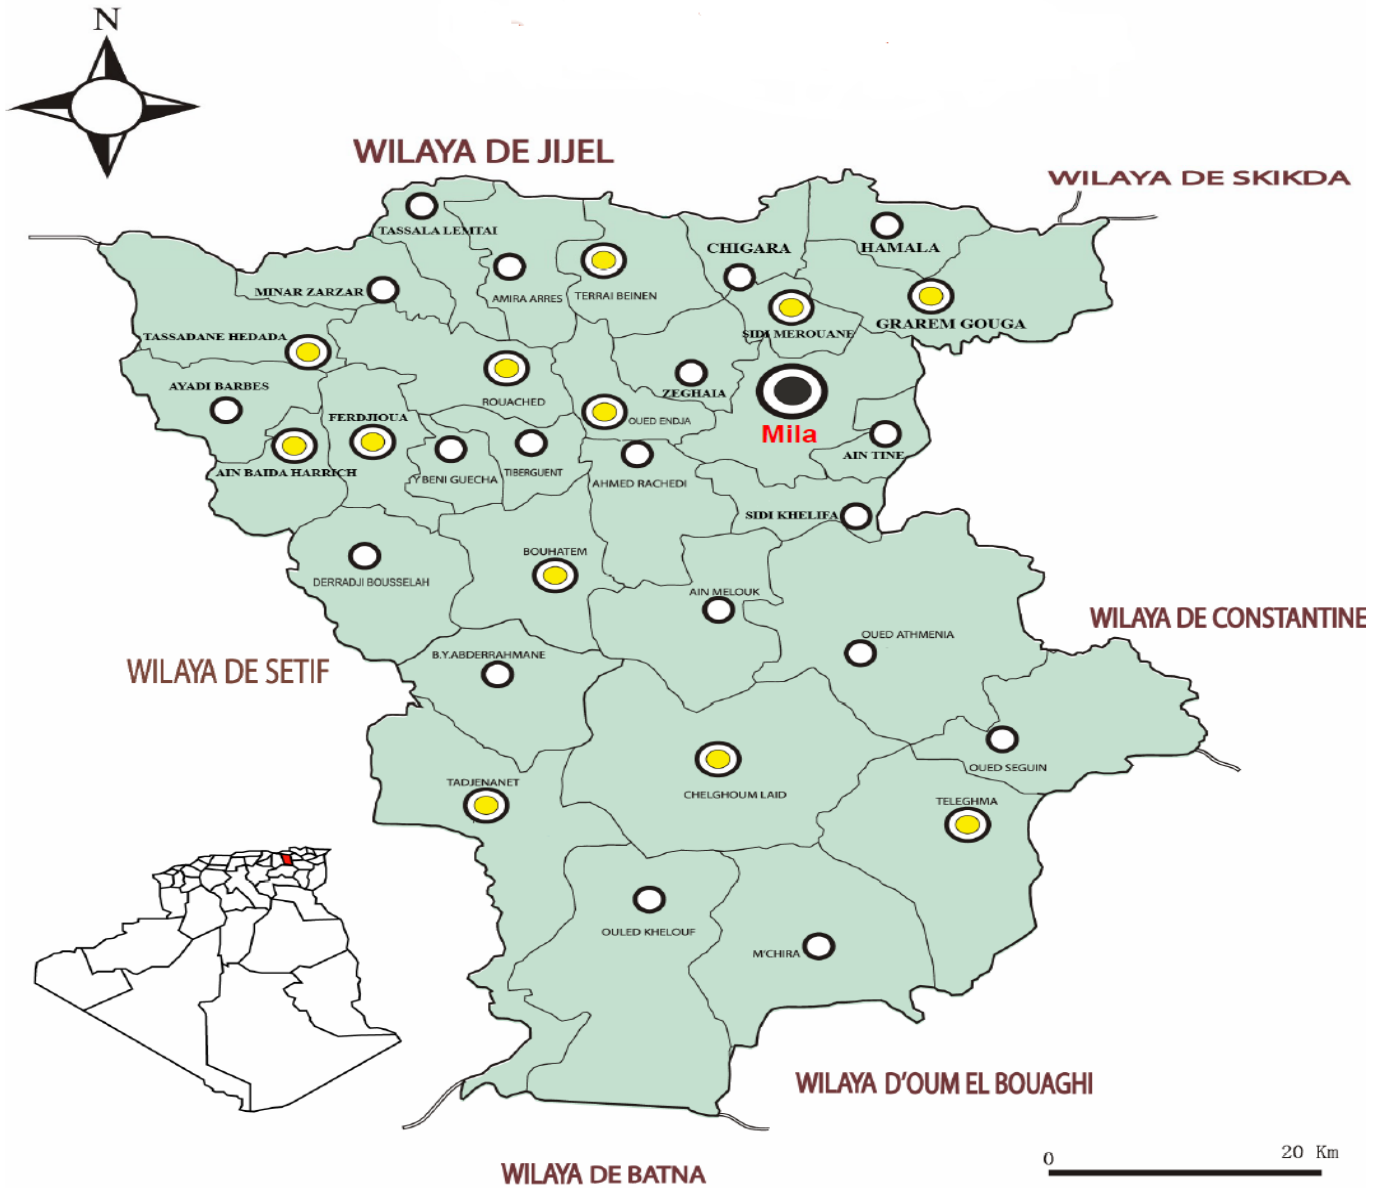 N
WILAYA DE JIJEL
WILAYA DE SKIKDA
TASSALA LEMTAI
CHIGARA
HAMALA
MINAR ZARZAR
AMIRA ARRES
TERRAI BEINEN
SIDI MEROUANE
GRAREM GOUGA
TASSADANE HEDADA
AYADI BARBES
ROUACHED
ZEGHAIA
FERDJIOUA
OUED ENDJA
Mila
AIN TINE
AIN BAIDA HARRICH
Y BENI GUECHA
TIBERGUENT
AHMED RACHEDI
SIDI KHELIFA
BOUHATEM
DERRADJI BOUSSELAH
AIN MELOUK
WILAYA DE CONSTANTINE
OUED ATHMENIA
B.Y.ABDERRAHMANE
WILAYA DE SETIF
OUED SEGUIN
TADJENANET
CHELGHOUM LAID
TELEGHMA
OULED KHELOUF
M'CHIRA
WILAYA D'OUM EL BOUAGHI
WILAYA DE BATNA
0 20 Km